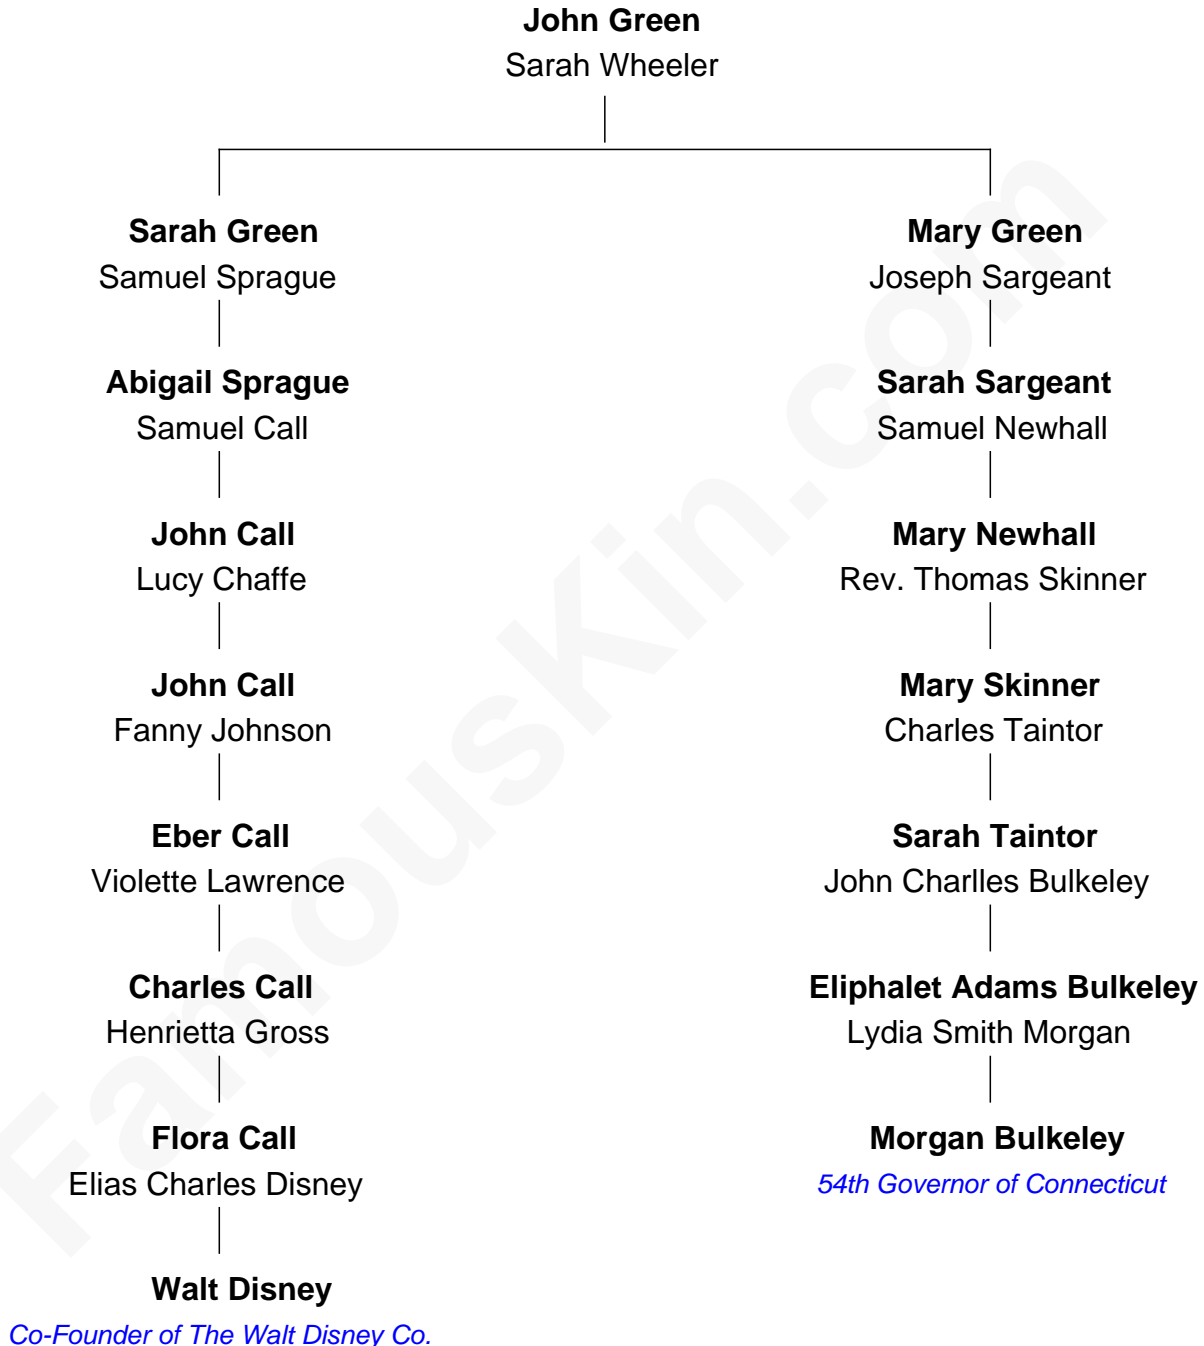 John Green
Sarah Wheeler
Sarah Green
Samuel Sprague
Mary Green
Joseph Sargeant
Abigail Sprague
Samuel Call
Sarah Sargeant
Samuel Newhall
John Call
Lucy Chaffe
Mary Newhall
Rev. Thomas Skinner
John Call
Fanny Johnson
Mary Skinner
Charles Taintor
Eber Call
Violette Lawrence
Sarah Taintor
John Charlles Bulkeley
Charles Call
Henrietta Gross
Eliphalet Adams Bulkeley
Lydia Smith Morgan
Flora Call
Elias Charles Disney
Morgan Bulkeley
54th Governor of Connecticut
Walt Disney
Co-Founder of The Walt Disney Co.
FamousKin.com